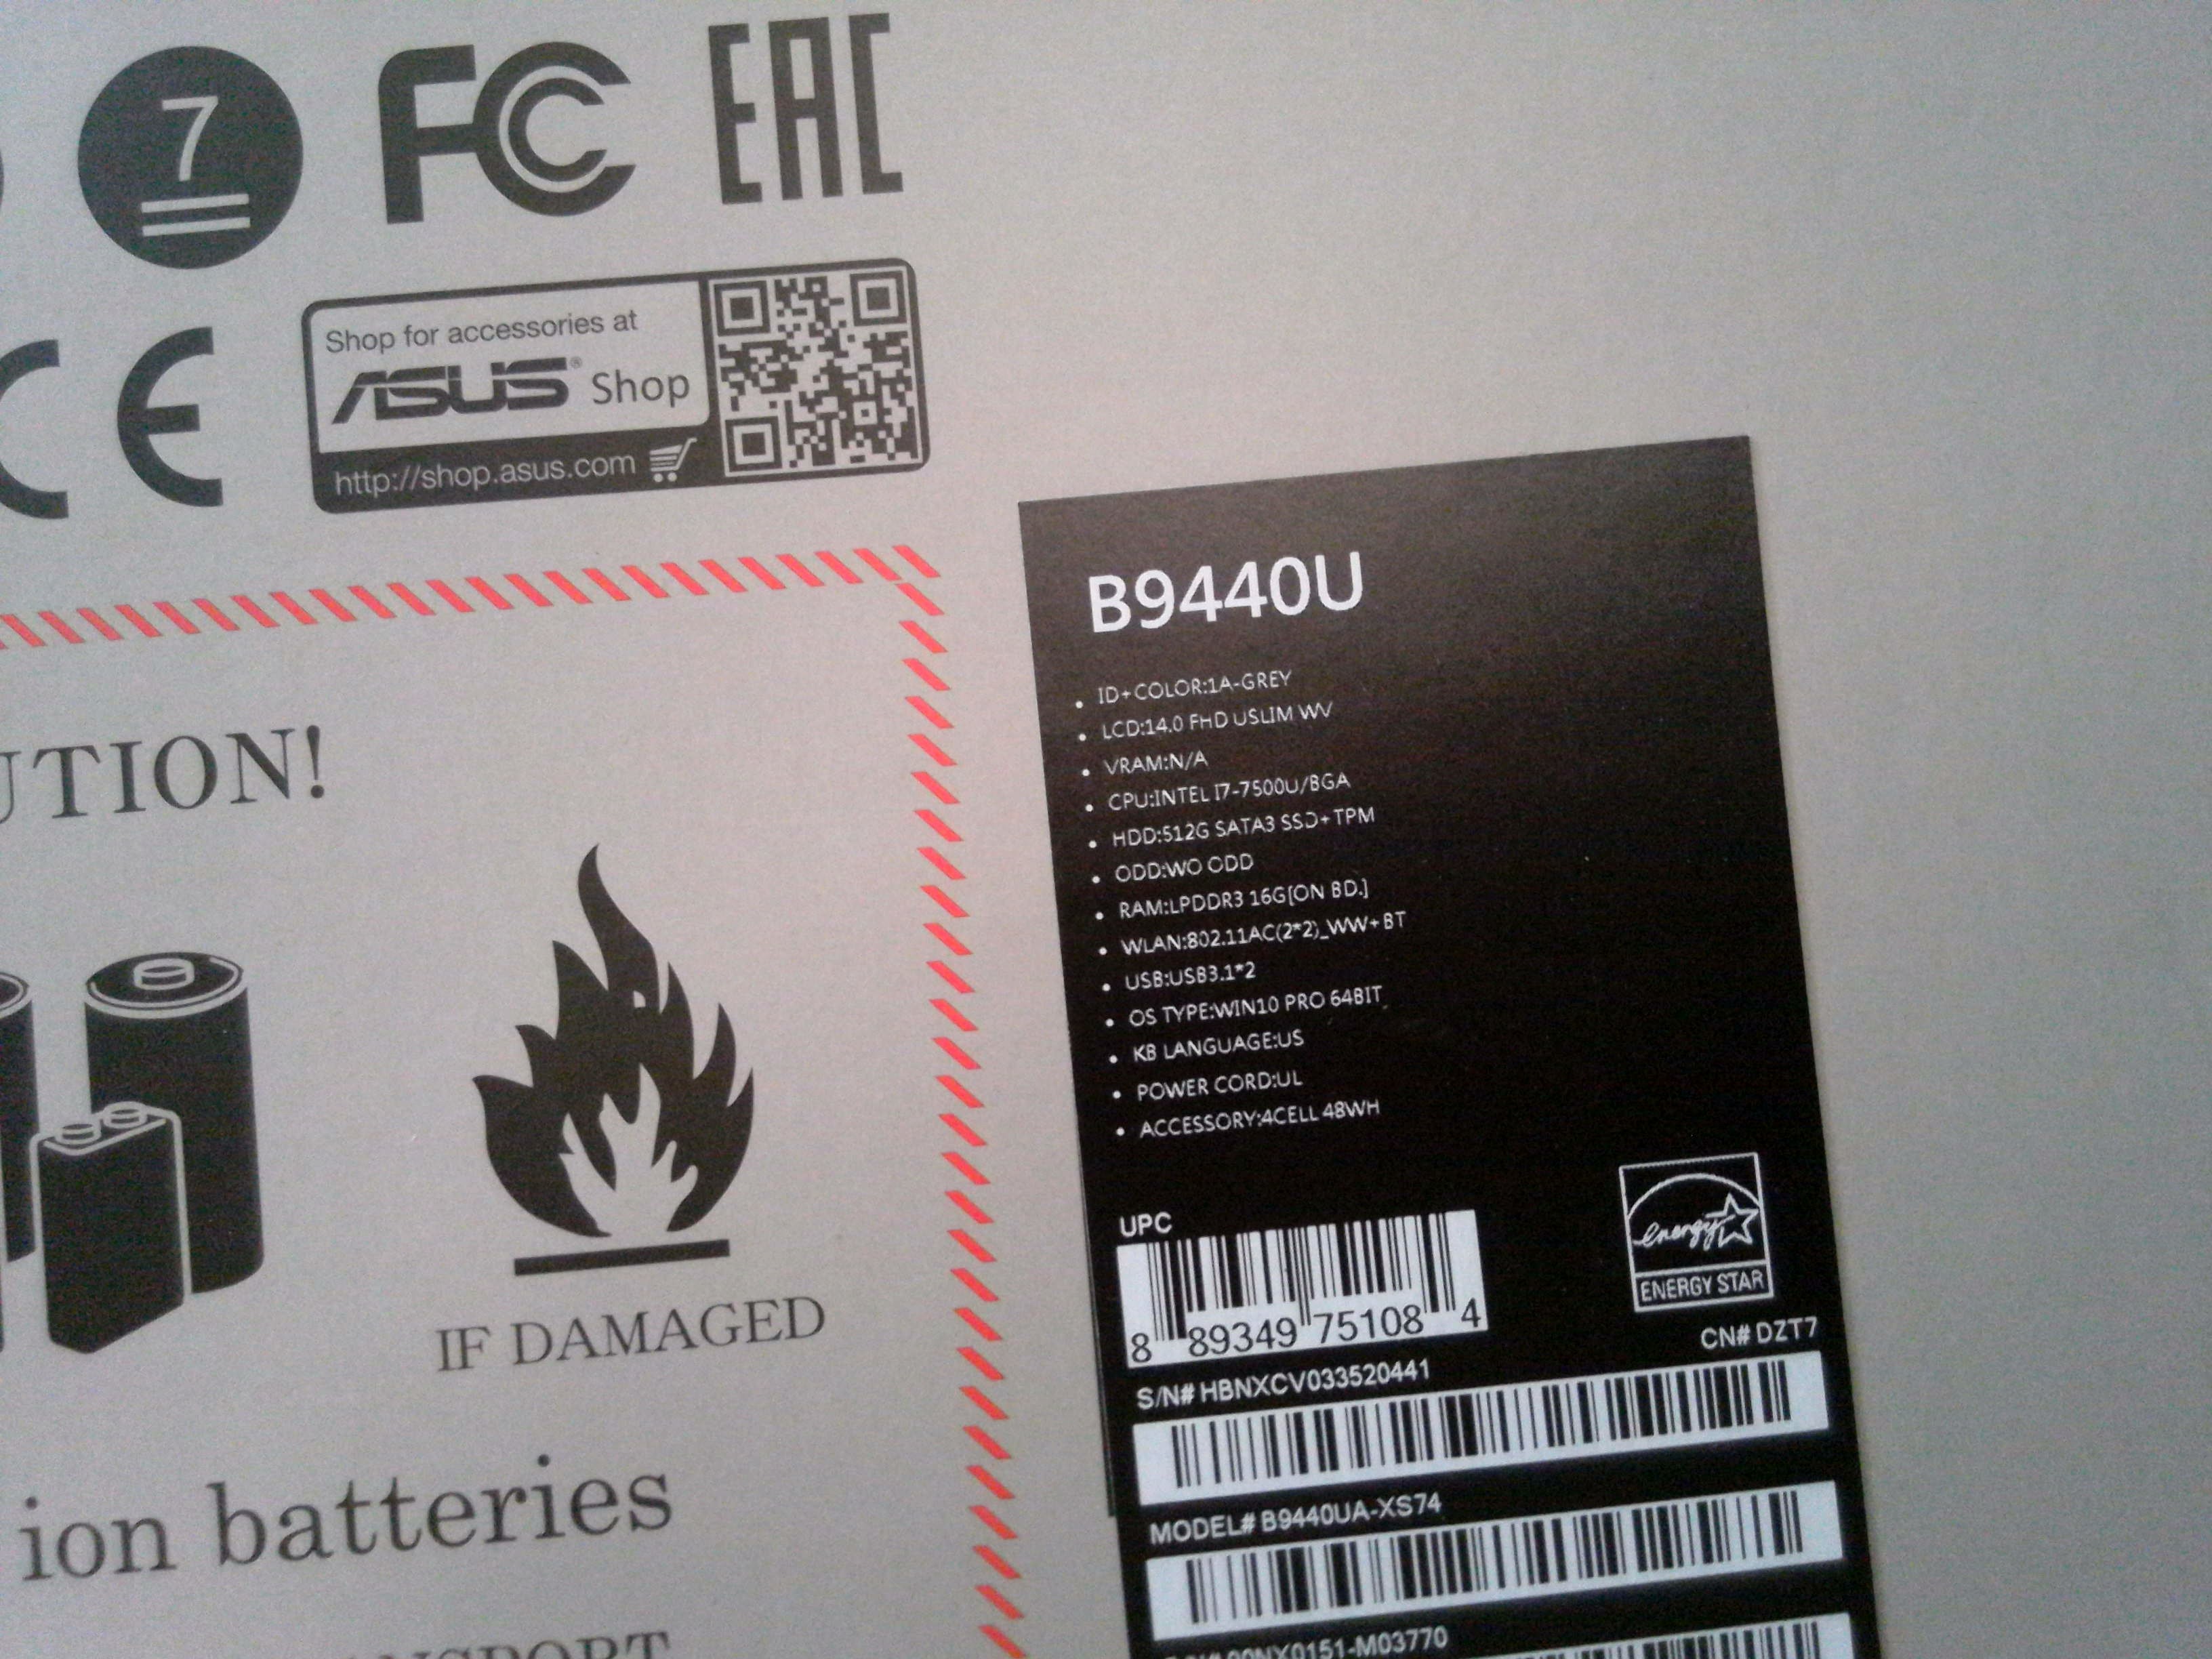 7
FC
EAC
CE
Shop for accessories at
ASUS® Shop
http://shop.asus.com
UTION!
IF DAMAGED
ion batteries
B9440U
• ID+COLOR:1A-GREY
• LCD:14.0 FHD USLIM WV
• VRAM:N/A
• CPU:INTEL I7-7500U/BGA
• HDD:512G SATA3 SSD+TPM
• ODD:WO ODD
• RAM:LPDDR3 16G[ON BD.]
• WLAN:802.11AC(2*2)_WW+BT
• USB:USB3.1*2
• OS TYPE:WIN10 PRO 64BIT
• KB LANGUAGE:US
• POWER CORD:UL
• ACCESSORY:4CELL 48WH
UPC
energy
ENERGY STAR
8 89349 75108 4
CN# DZT7
S/N# HBNXCV033520441
MODEL# B9440UA-XS74